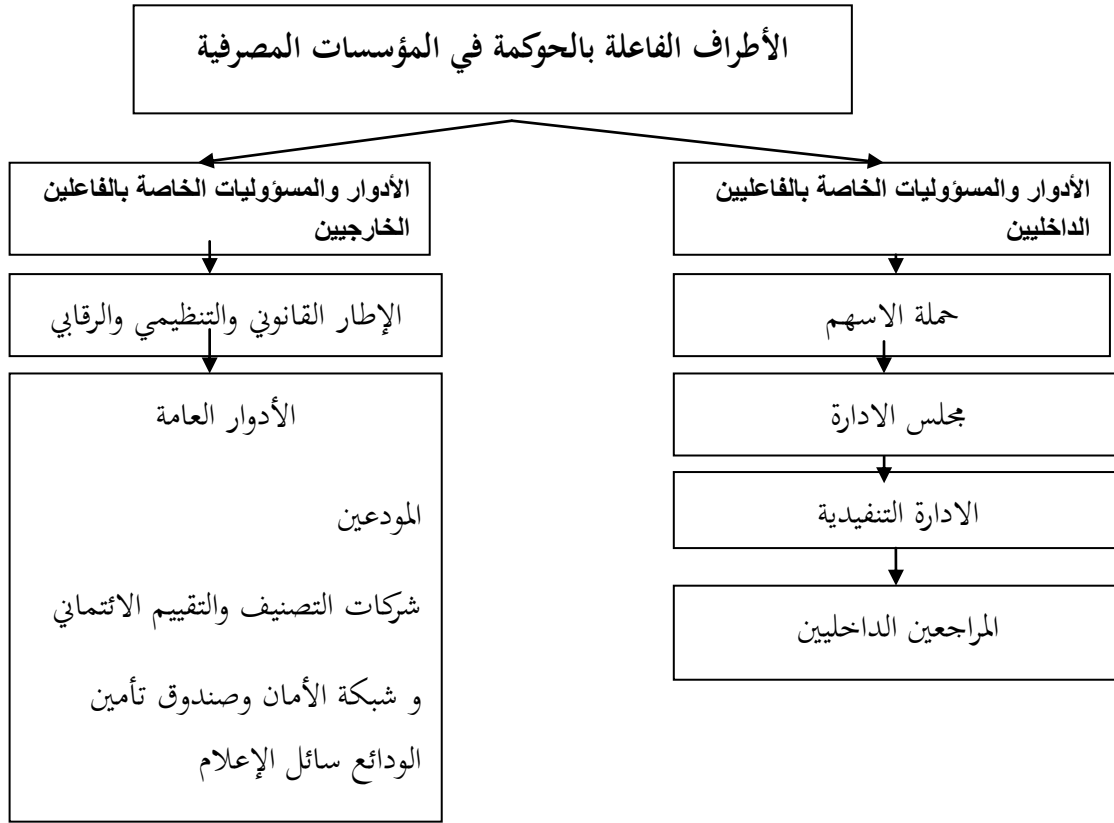 الأطراف الفاعلة بالحوكمة في المؤسسات المصرفية
الأدوار والمسؤوليات الخاصة بالفاعليين
الداخليين
حملة الاسهم
مجلس الادارة
الادارة التنفيدية
المراجعين الداخليين
الأدوار والمسؤوليات الخاصة بالفاعلين
الخارجيين
الإطار القانوني والتنظيمي والرقابي
الأدوار العامة
المودعين
شركات التصنيف والتقييم الائتماني
و شبكة الأمان وصندوق تأمين
الودائع سائل الإعلام